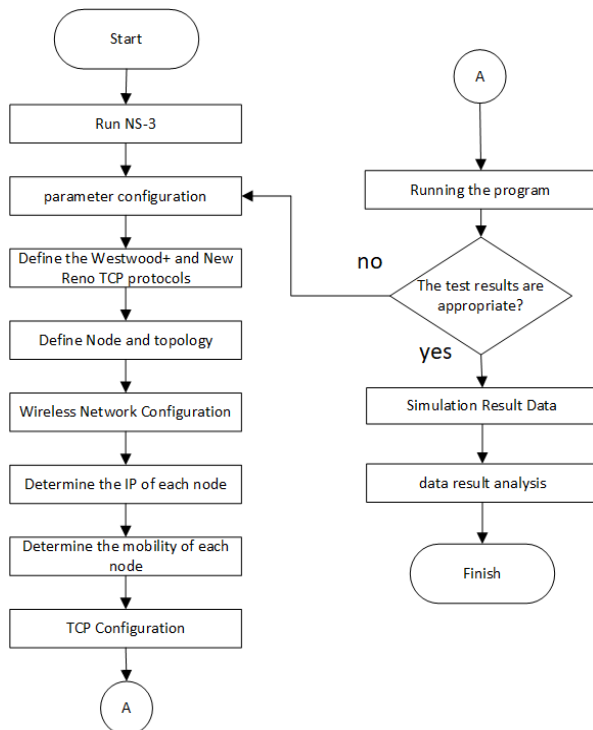 Start
Run NS-3
parameter configuration
Define the Westwood+ and New
Reno TCP protocols
Define Node and topology
Wireless Network Configuration
Determine the IP of each node
Determine the mobility of each
node
TCP Configuration
A
A
Running the program
The test results are
appropriate?
no
yes
Simulation Result Data
data result analysis
Finish